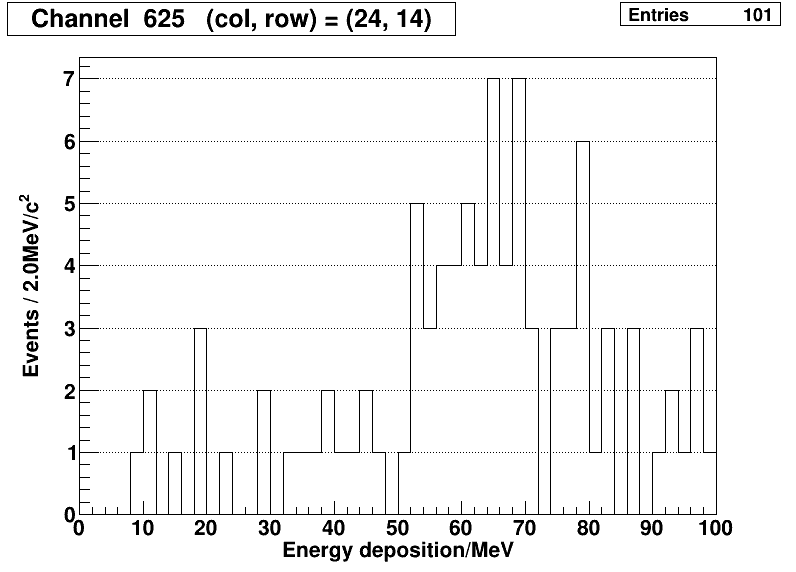 Channel 625 (col, row) = (24, 14)
Entries 101
7
6
5
4
3
2
1
0
Events / 2.0MeV/c²
0 10 20 30 40 50 60 70 80 90 100
Energy deposition/MeV